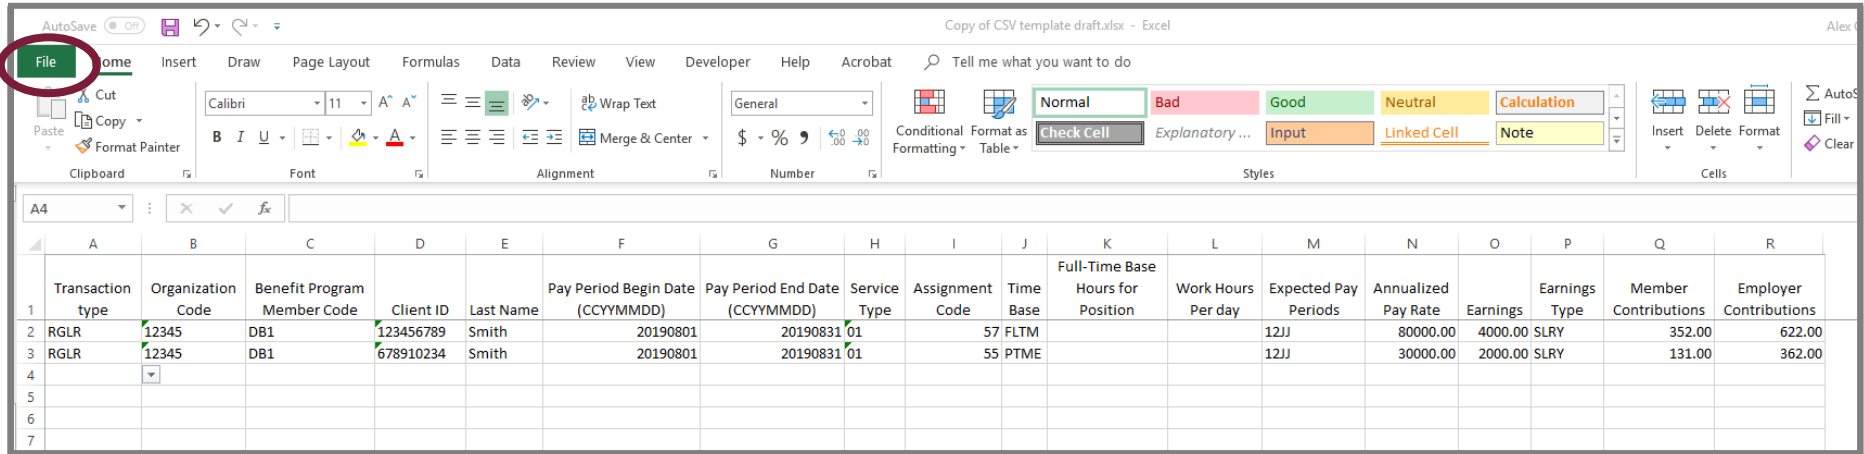 AutoSave Off Copy of CSV template draft.xlsx - Excel Alex
File Home Insert Draw Page Layout Formulas Data Review View Developer Help Acrobat Tell me what you want to do
Cut Calibri 11 A A Wrap Text General Normal Bad Good Neutral Calculation AutoS
Paste Copy B I U A Merge & Center $ % 9 .00 .00 Conditional Formatting Format as Table Check Cell Explanatory ... Input Linked Cell Note Insert Delete Format Fill
Format Painter Clear
Clipboard Font Alignment Number Styles Cells
A4 fx
A B C D E F G H I J K L M N O P Q R
1 Transaction type Organization Code Benefit Program Member Code Client ID Last Name Pay Period Begin Date (CCYYMMDD) Pay Period End Date (CCYYMMDD) Service Type Assignment Code Time Base Full-Time Base Hours for Position Work Hours Per day Expected Pay Periods Annualized Pay Rate Earnings Earnings Type Member Contributions Employer Contributions
2 RGLR 12345 DB1 123456789 Smith 20190801 20190831 01 57 FLTM 12JJ 80000.00 4000.00 SLRY 352.00 622.00
3 RGLR 12345 DB1 678910234 Smith 20190801 20190831 01 55 PTME 12JJ 30000.00 2000.00 SLRY 131.00 362.00
4
5
6
7